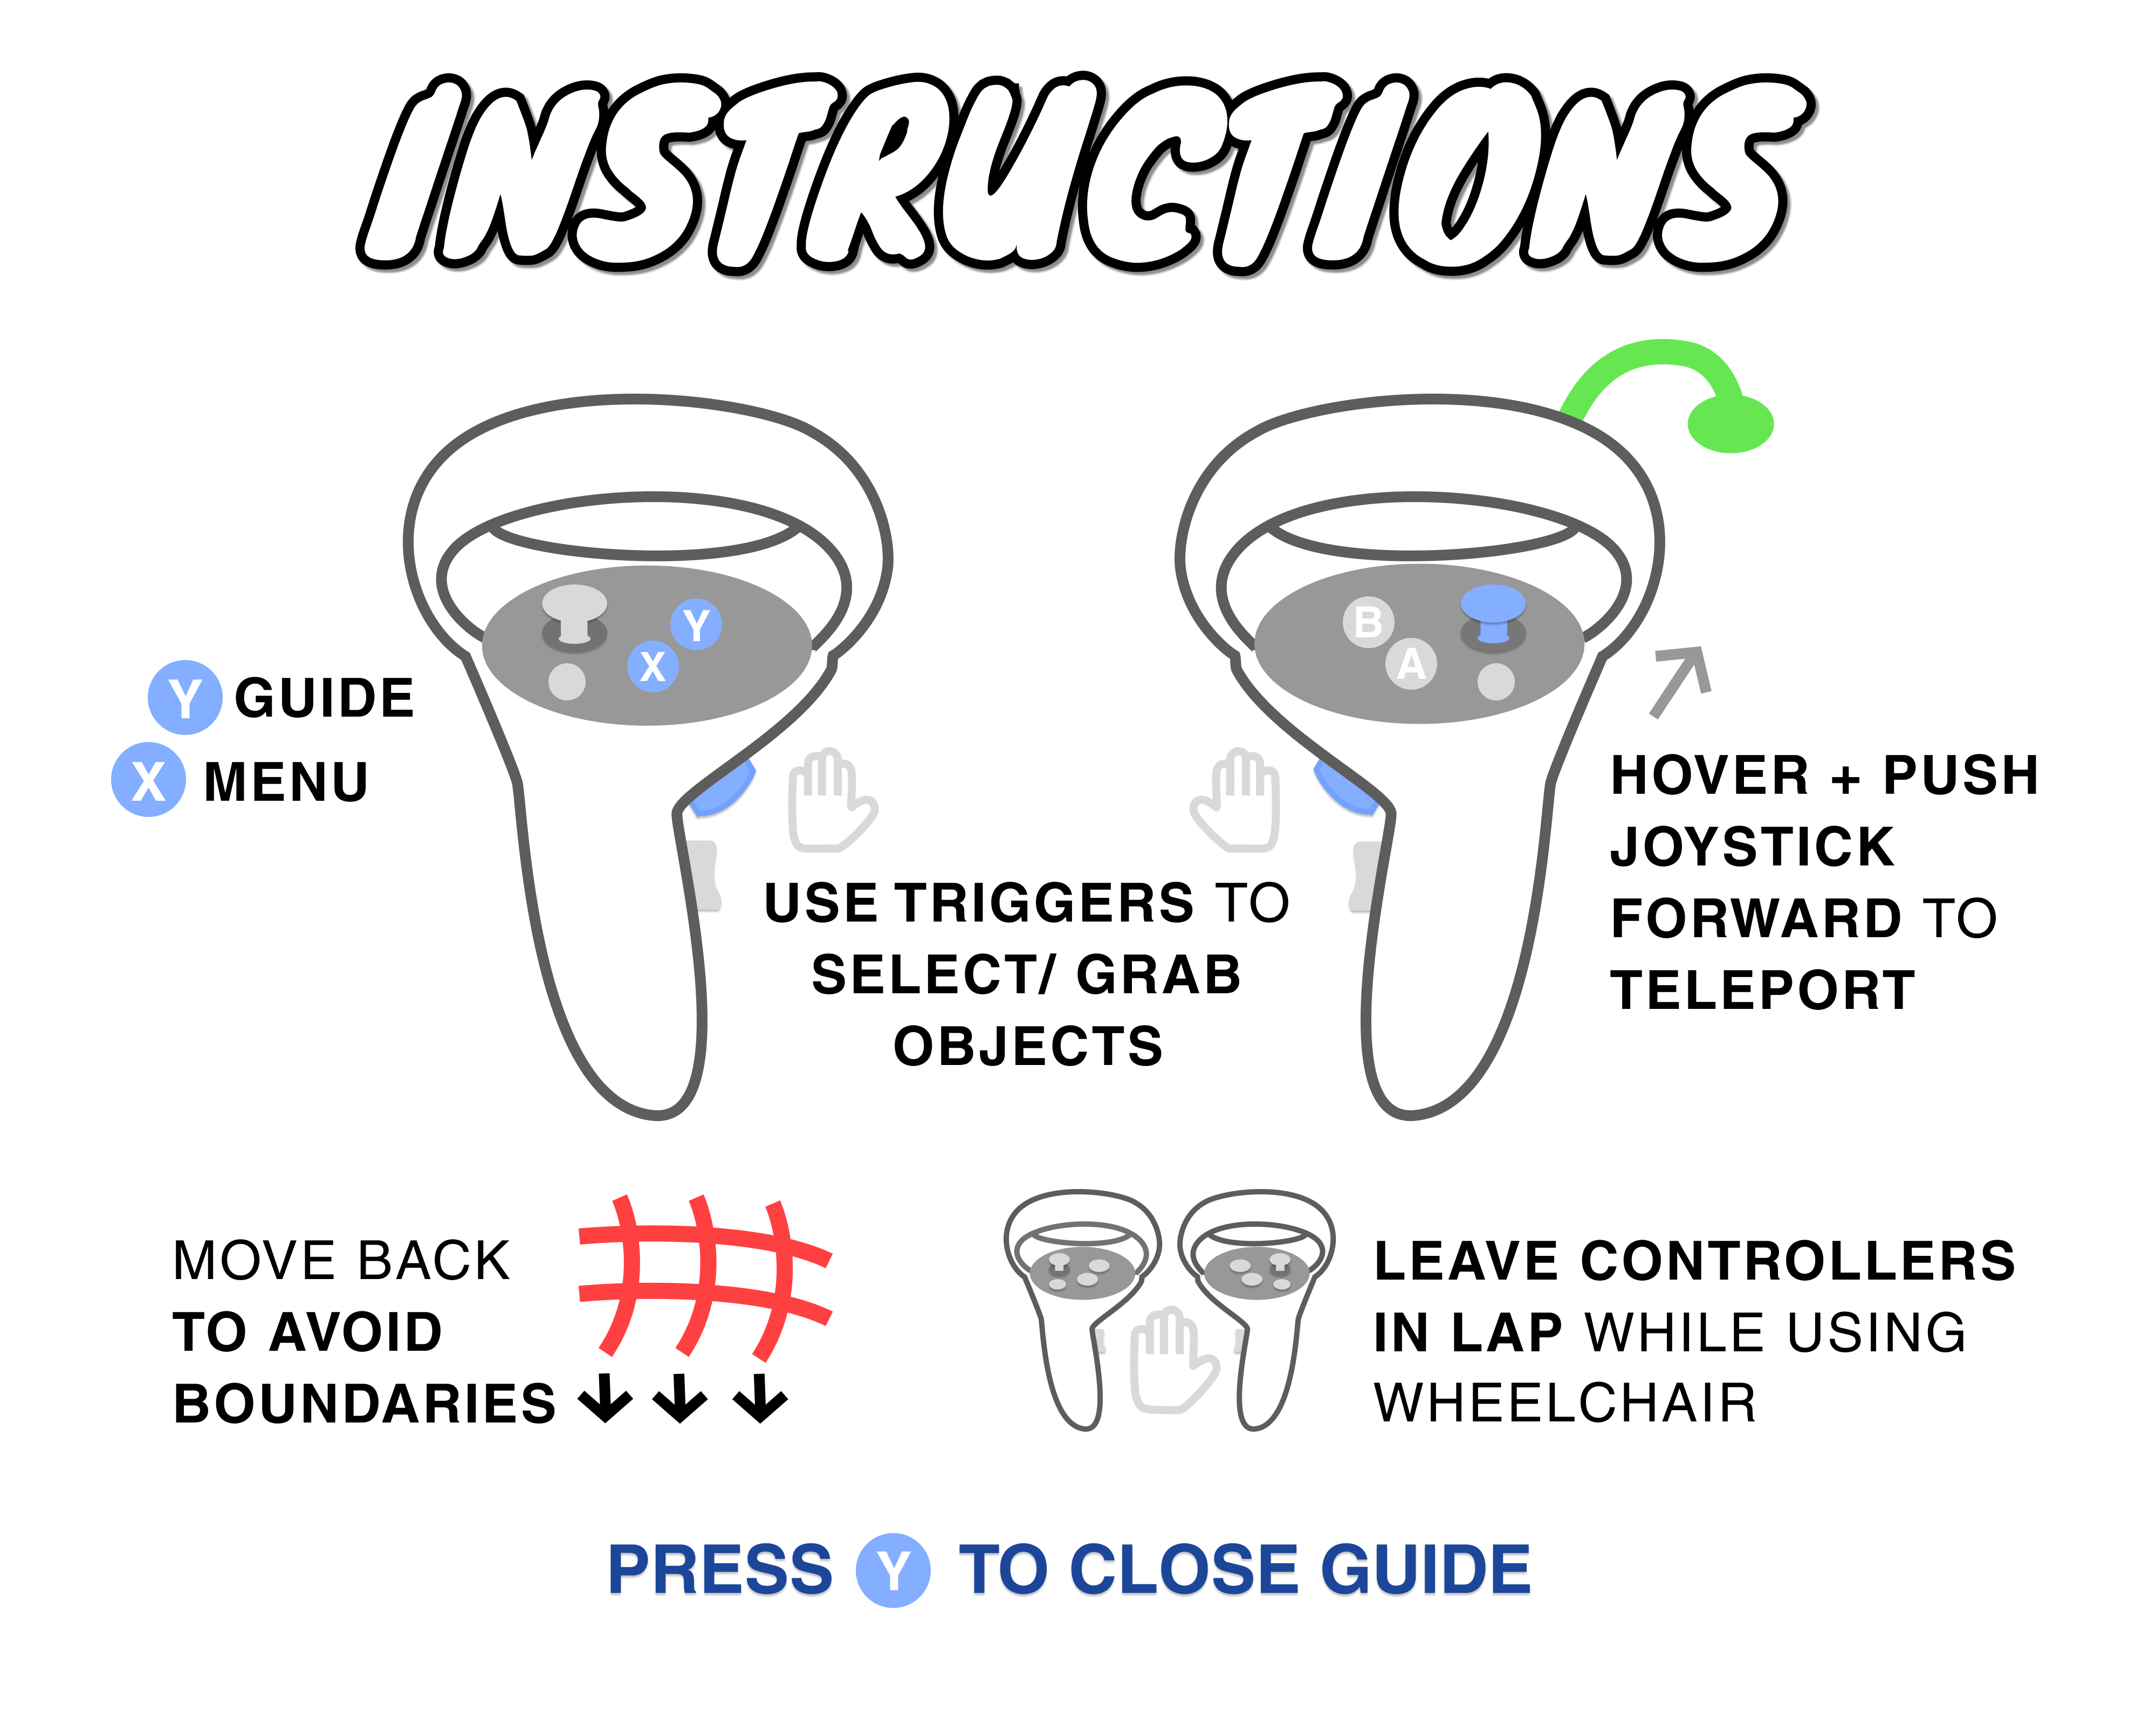 INSTRUCTIONS
Y
X
B
A
Y GUIDE
X MENU
USE TRIGGERS TO
SELECT/ GRAB
OBJECTS
HOVER + PUSH
JOYSTICK
FORWARD TO
TELEPORT
MOVE BACK
TO AVOID
BOUNDARIES
LEAVE CONTROLLERS
IN LAP WHILE USING
WHEELCHAIR
PRESS Y TO CLOSE GUIDE